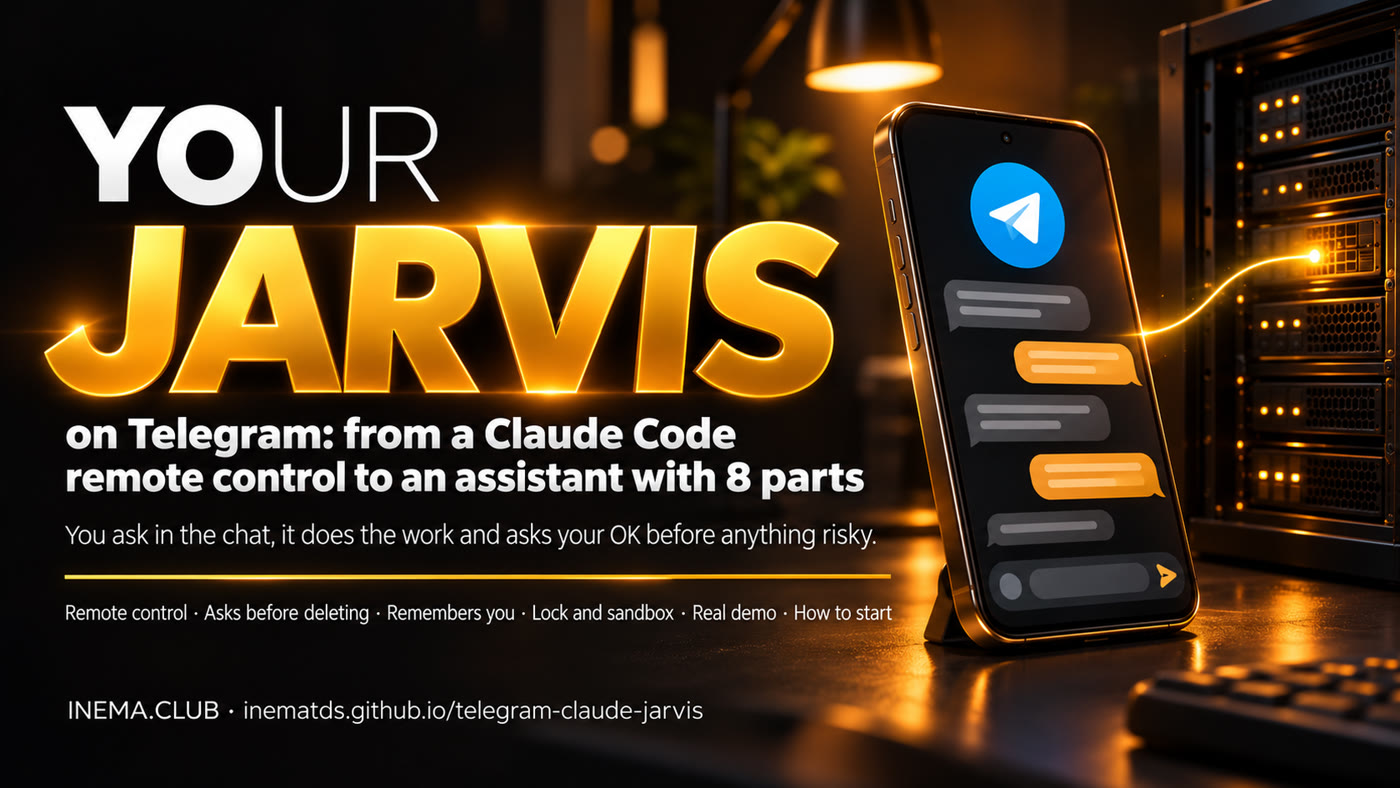 YOUR
JARVIS
on Telegram: from a Claude Code
remote control to an assistant with 8 parts
You ask in the chat, it does the work and asks your OK before anything risky.
Remote control · Asks before deleting · Remembers you · Lock and sandbox · Real demo · How to start
INEMA.CLUB · inematds.github.io/telegram-claude-jarvis